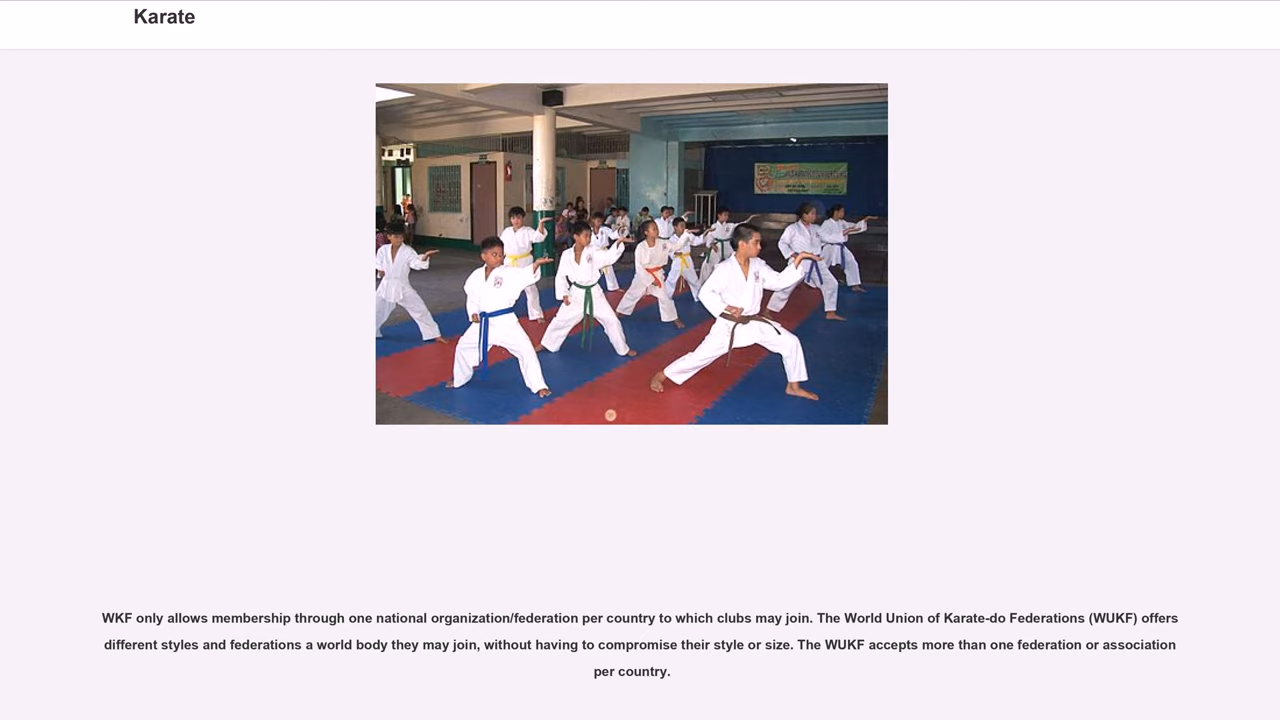 Karate
WKF only allows membership through one national organization/federation per country to which clubs may join. The World Union of Karate-do Federations (WUKF) offers
different styles and federations a world body they may join, without having to compromise their style or size. The WUKF accepts more than one federation or association
per country.